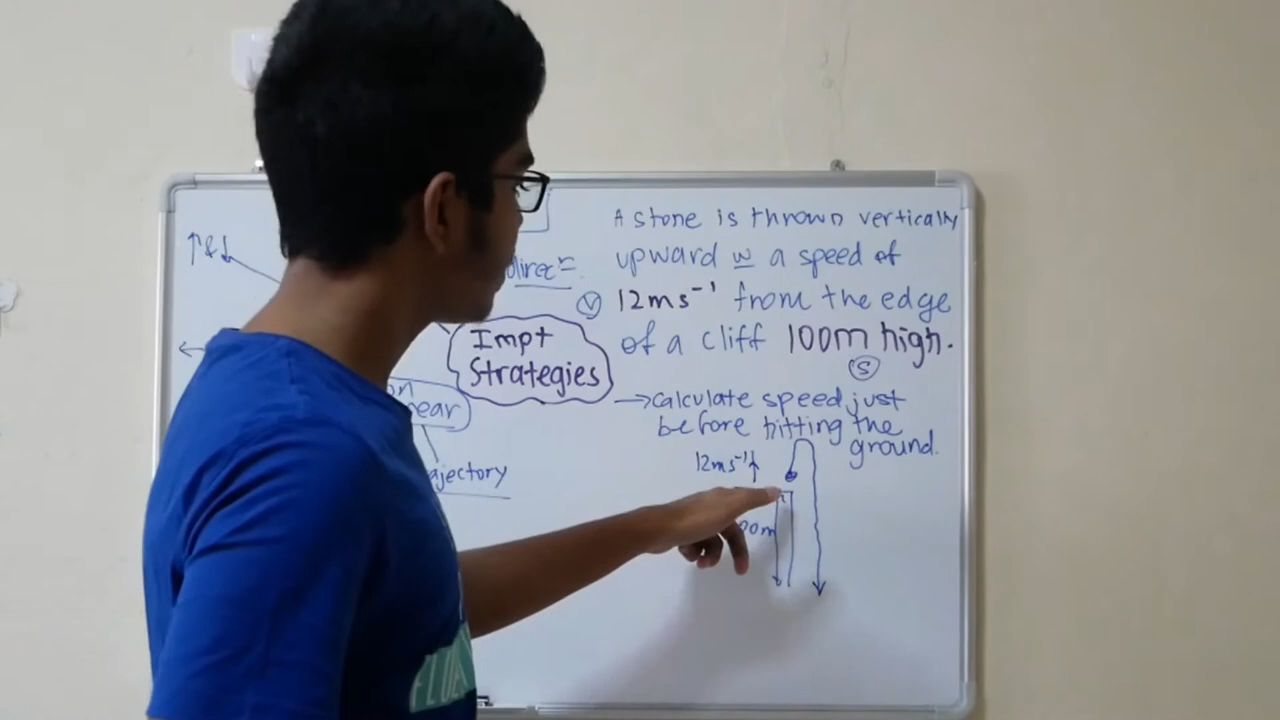 ↑&↓
direcⁿ
Impt
Strategies
jectory
A stone is thrown vertically
upward w a speed of
Ⓥ 12ms⁻¹ from the edge
of a cliff 100m high.
Ⓢ
→calculate speed just
before hitting the
ground.
12ms⁻¹↑